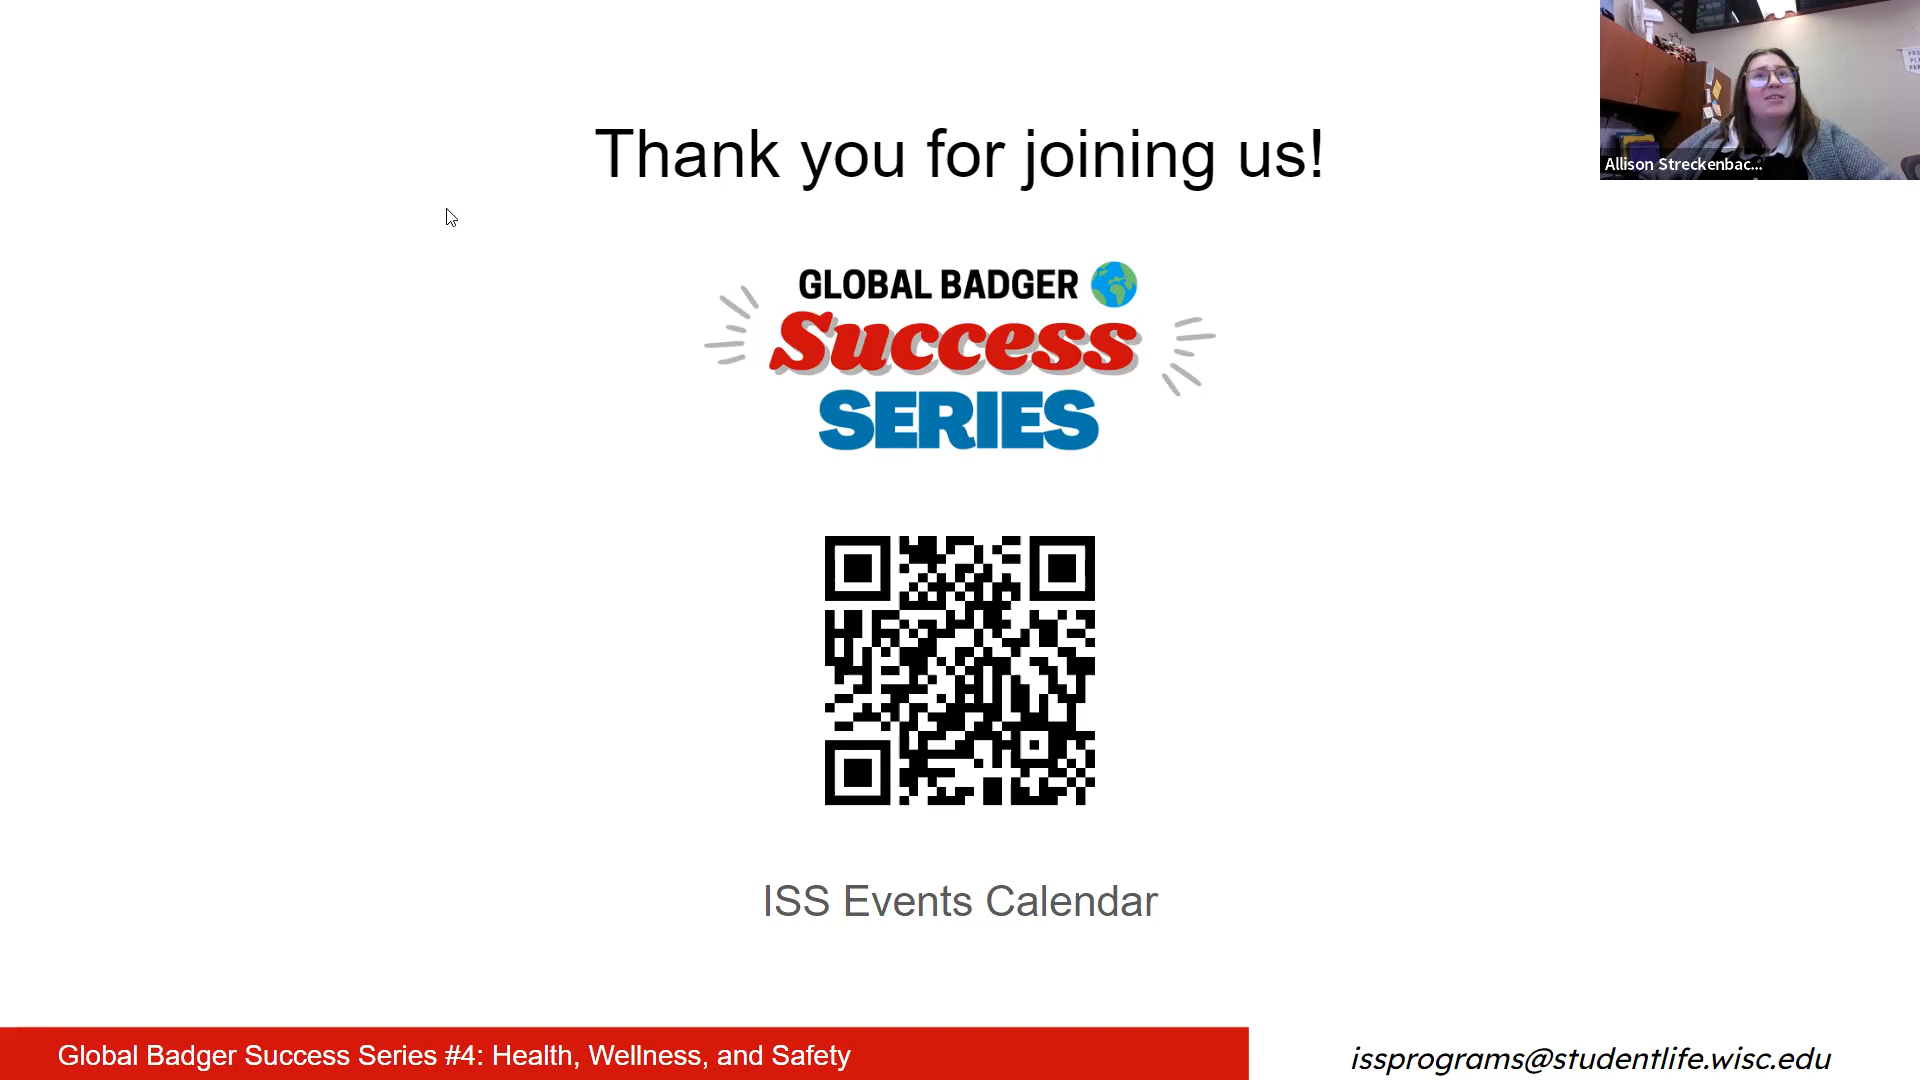 Thank you for joining us!
GLOBAL BADGER
Success
SERIES
ISS Events Calendar
Global Badger Success Series #4: Health, Wellness, and Safety
issprograms@studentlife.wisc.edu
Allison Streckenbac...